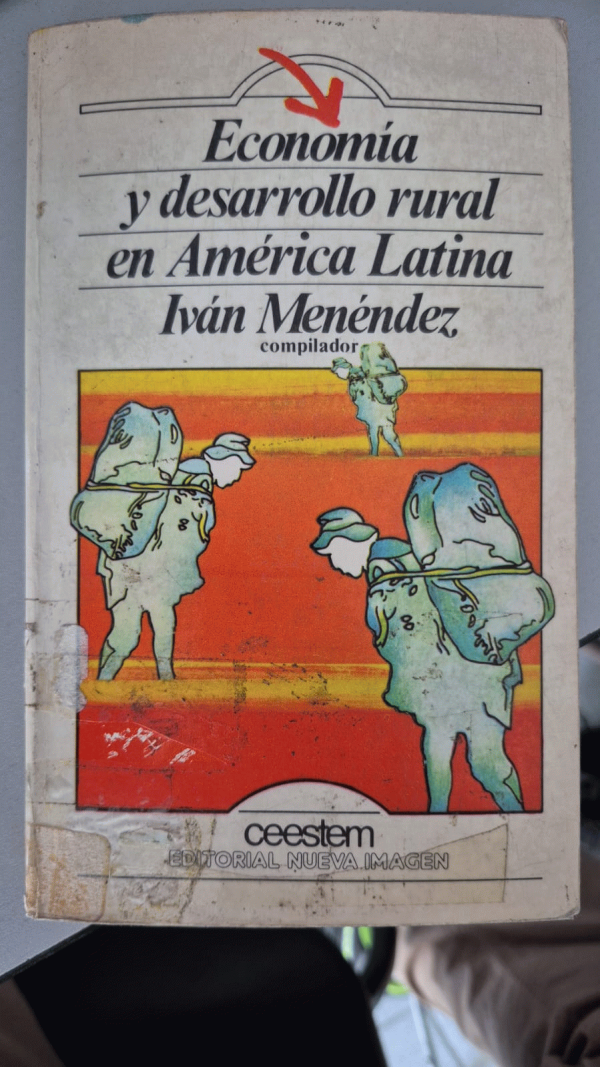 Economía
y desarrollo rural
en América Latina
Iván Menéndez
compilador
ceestem
EDITORIAL NUEVA IMAGEN